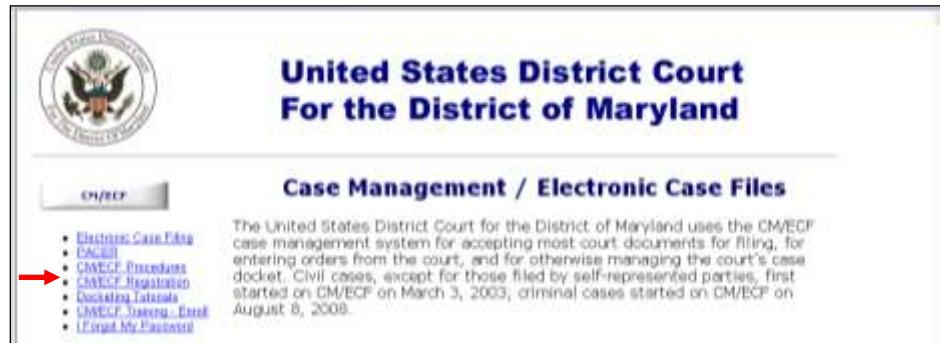 United States District Court
For the District of Maryland
CM/ECF
Case Management / Electronic Case Files
Electronic Case Filing
PACER
CM/ECF Procedures
CM/ECF Registration
Docketing Tutorials
CM/ECF Training - Enroll
I Forgot My Password
The United States District Court for the District of Maryland uses the CM/ECF
case management system for accepting most court documents for filing, for
entering orders from the court, and for otherwise managing the court's case
docket. Civil cases, except for those filed by self-represented parties, first
started on CM/ECF on March 3, 2003; criminal cases started on CM/ECF on
August 8, 2008.